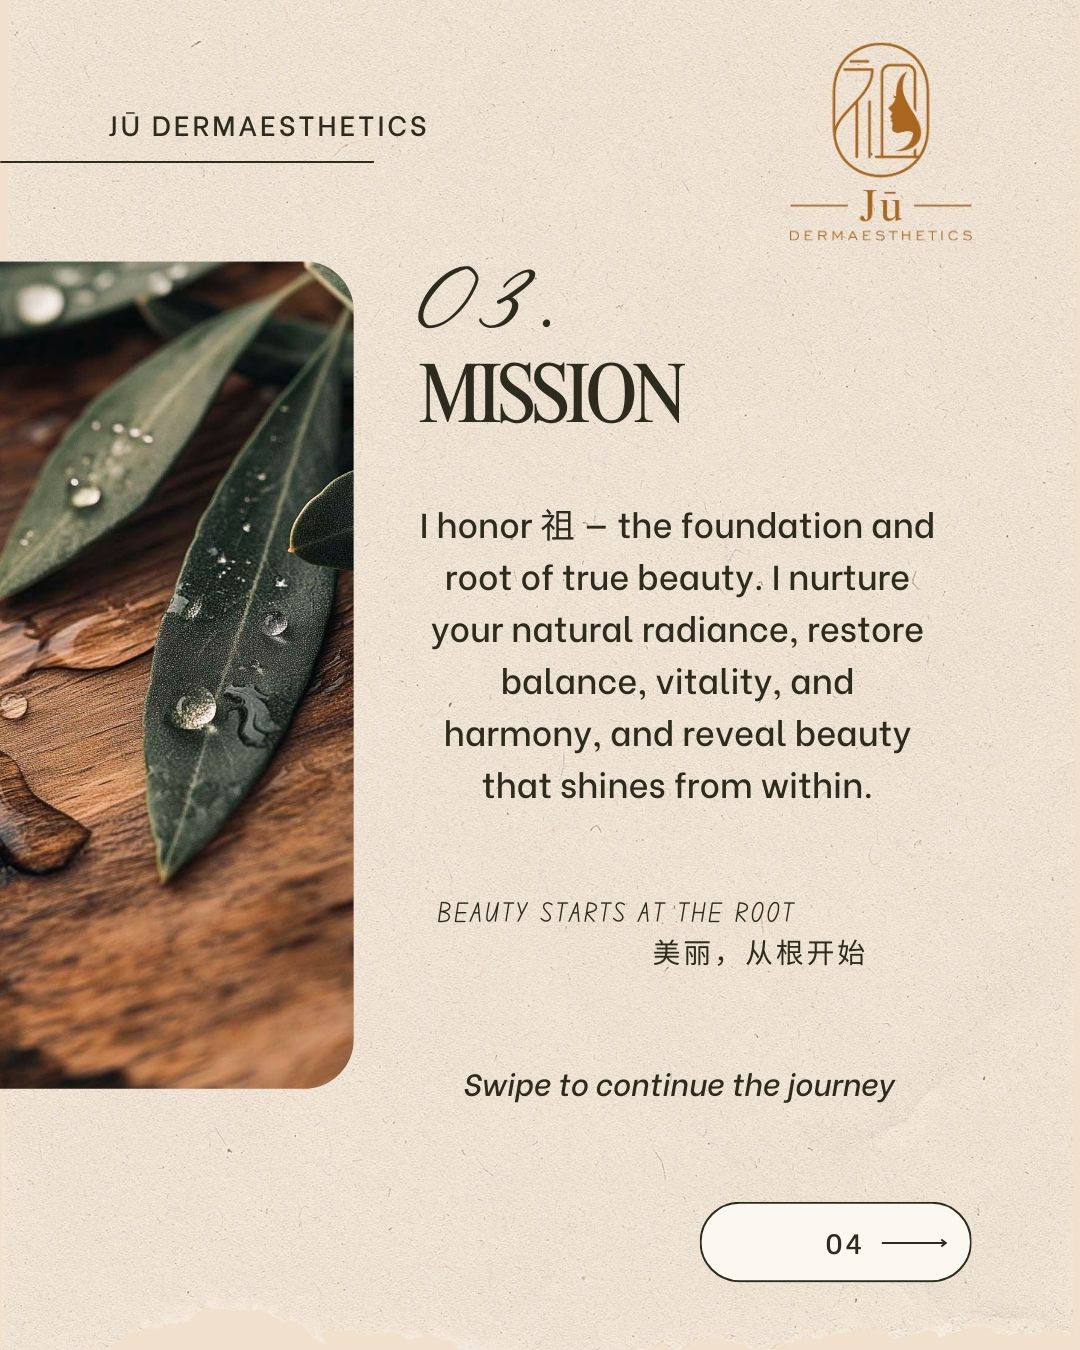 JŪ DERMAESTHETICS
祖
Jū
DERMAESTHETICS
03.
MISSION
I honor 祖 – the foundation and
root of true beauty. I nurture
your natural radiance, restore
balance, vitality, and
harmony, and reveal beauty
that shines from within.
BEAUTY STARTS AT THE ROOT
美丽，从根开始
Swipe to continue the journey
04